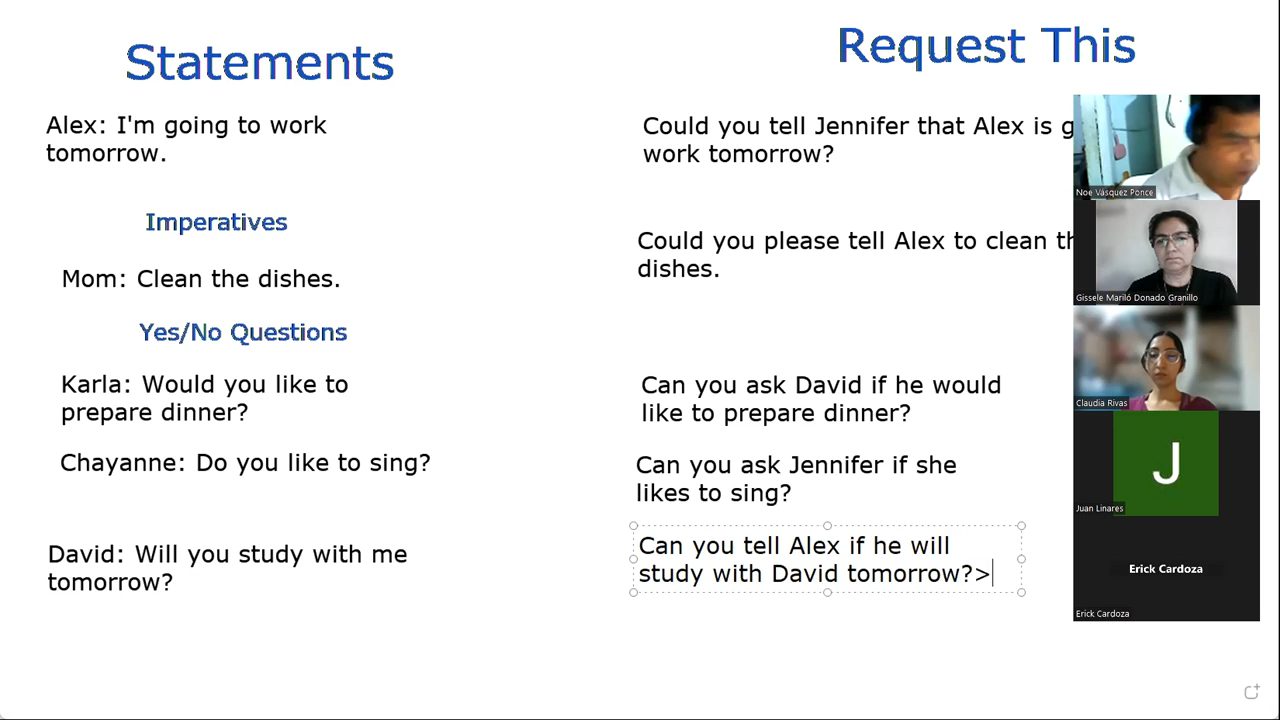 Statements
Request This
Alex: I'm going to work
tomorrow.
Could you tell Jennifer that Alex is g
work tomorrow?
Imperatives
Could you please tell Alex to clean th
dishes.
Mom: Clean the dishes.
Yes/No Questions
Karla: Would you like to
prepare dinner?
Can you ask David if he would
like to prepare dinner?
Chayanne: Do you like to sing?
Can you ask Jennifer if she
likes to sing?
David: Will you study with me
tomorrow?
Can you tell Alex if he will
study with David tomorrow?>
Noe Vásquez Ponce
Gissele Mariló Donado Granillo
Claudia Rivas
J
Juan Linares
Erick Cardoza
Erick Cardoza